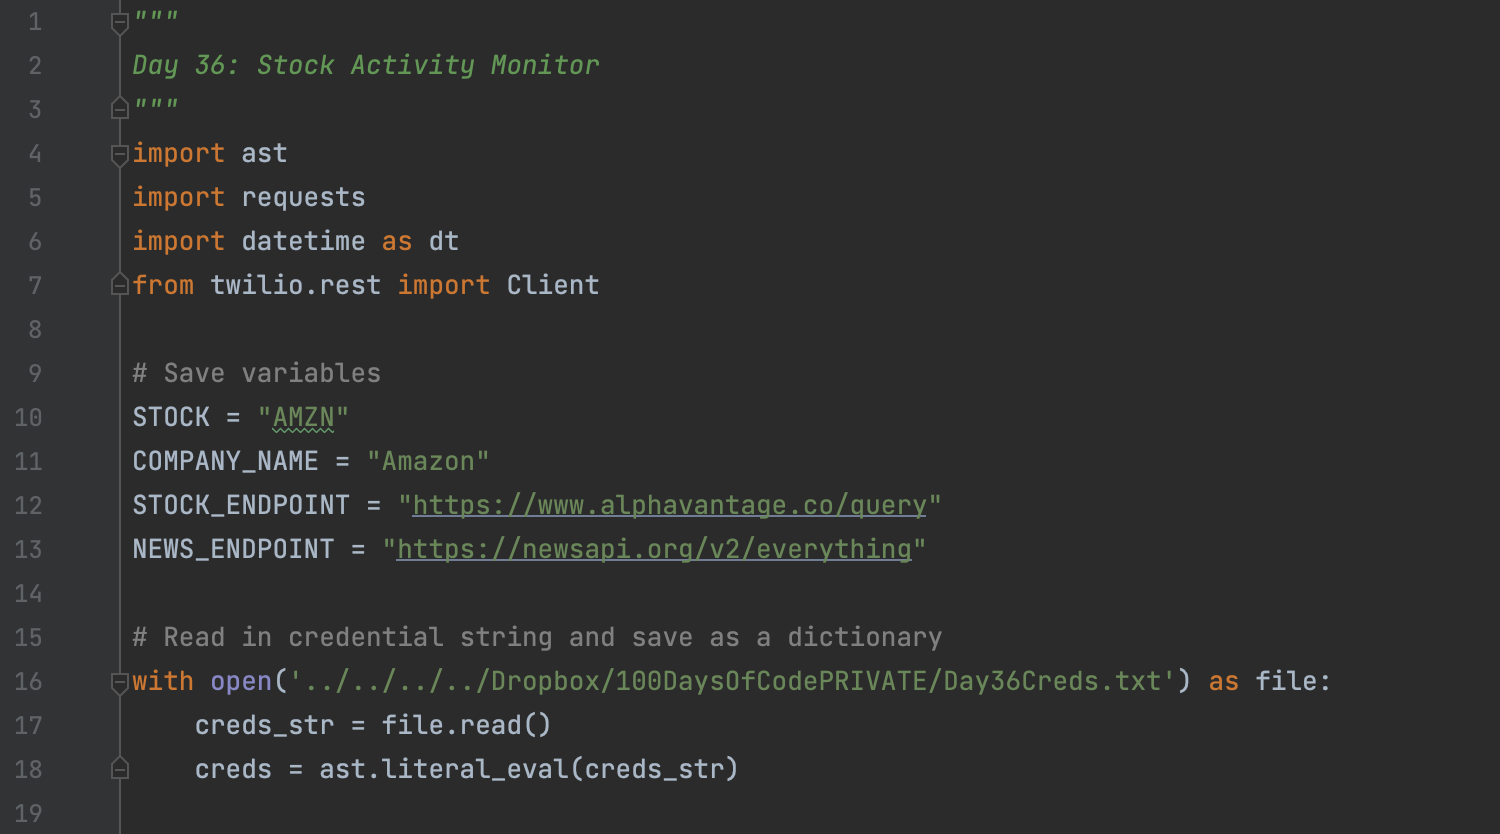 1 """
2 Day 36: Stock Activity Monitor
3 """
4 import ast
5 import requests
6 import datetime as dt
7 from twilio.rest import Client
8
9 # Save variables
10 STOCK = "AMZN"
11 COMPANY_NAME = "Amazon"
12 STOCK_ENDPOINT = "https://www.alphavantage.co/query"
13 NEWS_ENDPOINT = "https://newsapi.org/v2/everything"
14
15 # Read in credential string and save as a dictionary
16 with open('../../../../Dropbox/100DaysOfCodePRIVATE/Day36Creds.txt') as file:
17     creds_str = file.read()
18     creds = ast.literal_eval(creds_str)
19